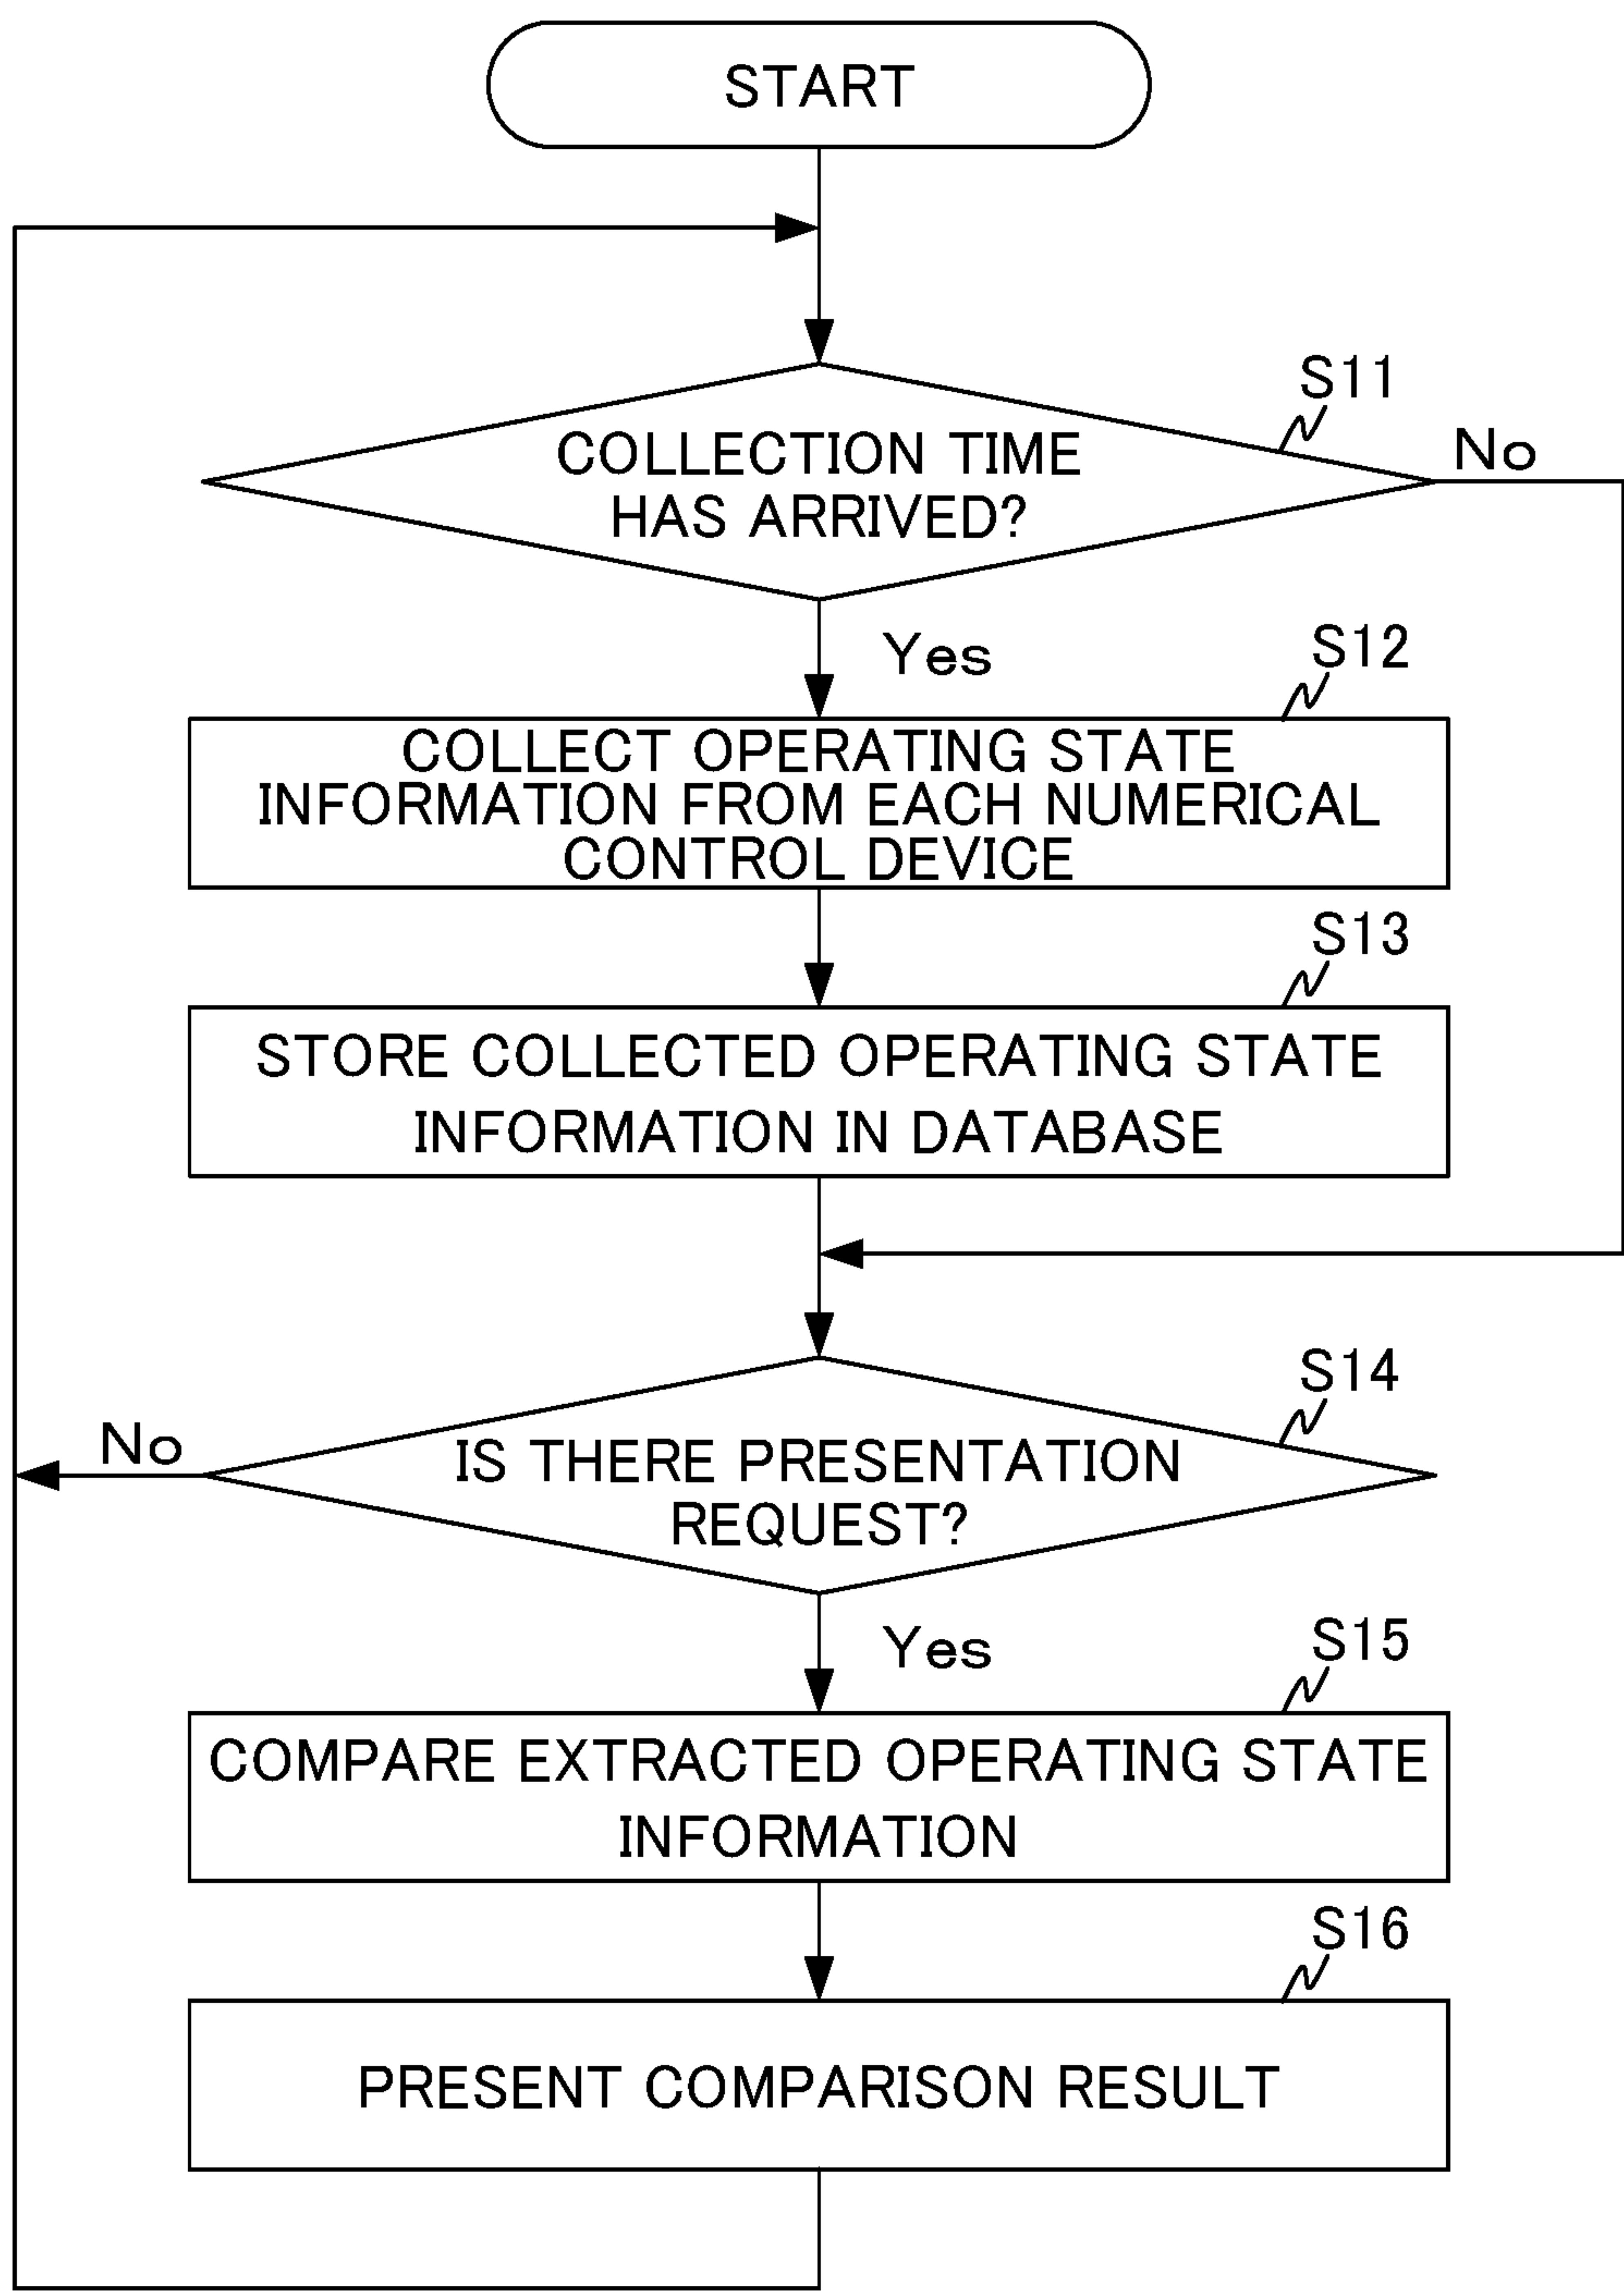 START
S11
COLLECTION TIME
HAS ARRIVED?
No
Yes
S12
COLLECT OPERATING STATE
INFORMATION FROM EACH NUMERICAL
CONTROL DEVICE
S13
STORE COLLECTED OPERATING STATE
INFORMATION IN DATABASE
S14
No
IS THERE PRESENTATION
REQUEST?
Yes
S15
COMPARE EXTRACTED OPERATING STATE
INFORMATION
S16
PRESENT COMPARISON RESULT